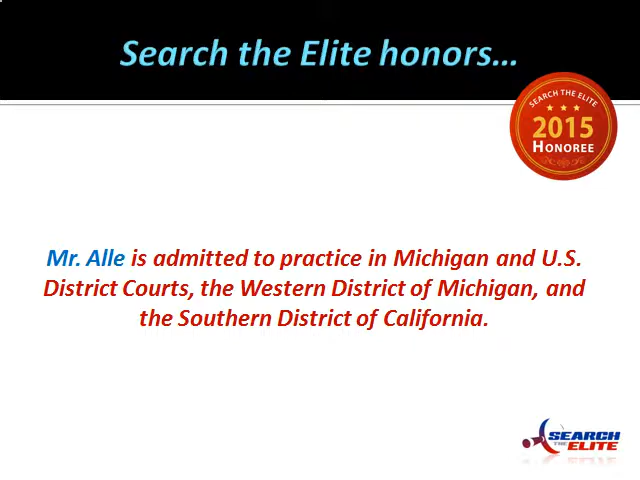 Search the Elite honors...
SEARCH THE ELITE
2015
HONOREE
Mr. Alle is admitted to practice in Michigan and U.S.
District Courts, the Western District of Michigan, and
the Southern District of California.
SEARCH
THE ELITE